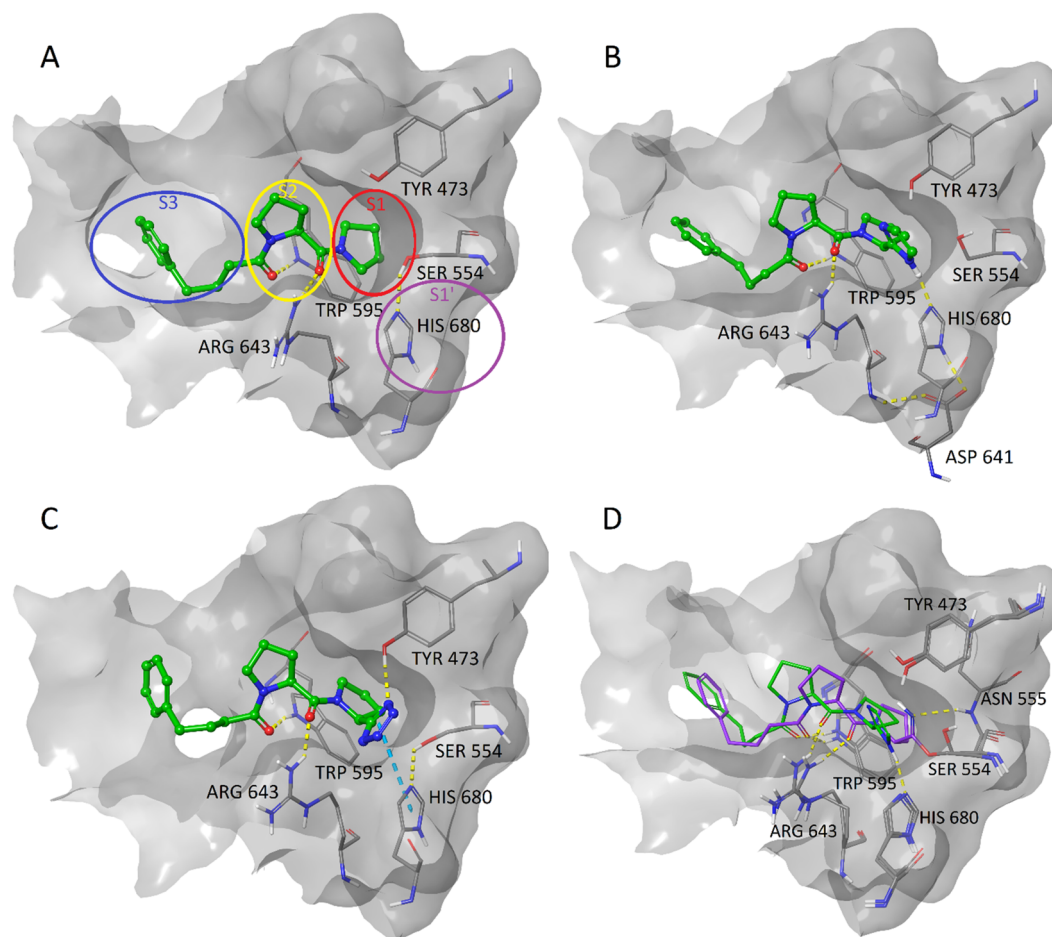 A
S3
S2
S1
TYR 473
SER 554
S1'
TRP 595
HIS 680
ARG 643
B
TYR 473
SER 554
TRP 595
HIS 680
ARG 643
ASP 641
C
TYR 473
SER 554
TRP 595
HIS 680
ARG 643
D
TYR 473
ASN 555
SER 554
TRP 595
HIS 680
ARG 643